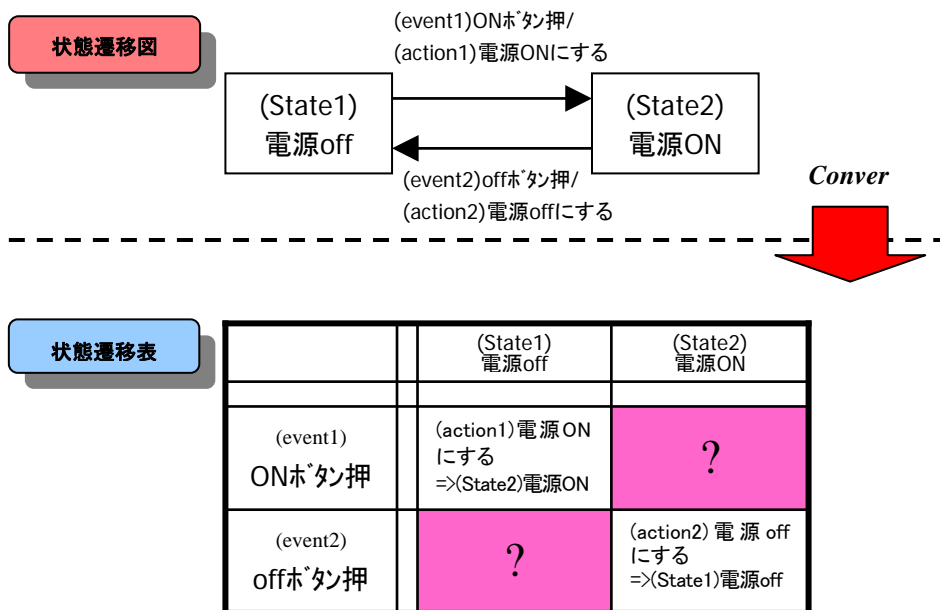 状態遷移図
(event1)ONﾎﾞﾀﾝ押/
(action1)電源ONにする
(State1)
電源off
(State2)
電源ON
(event2)offﾎﾞﾀﾝ押/
(action2)電源offにする
Conver
状態遷移表
(State1)
電源off
(State2)
電源ON
(event1)
ONﾎﾞﾀﾝ押
(action1)電源ON
にする
=>(State2)電源ON
?
(event2)
offﾎﾞﾀﾝ押
?
(action2)電源off
にする
=>(State1)電源off